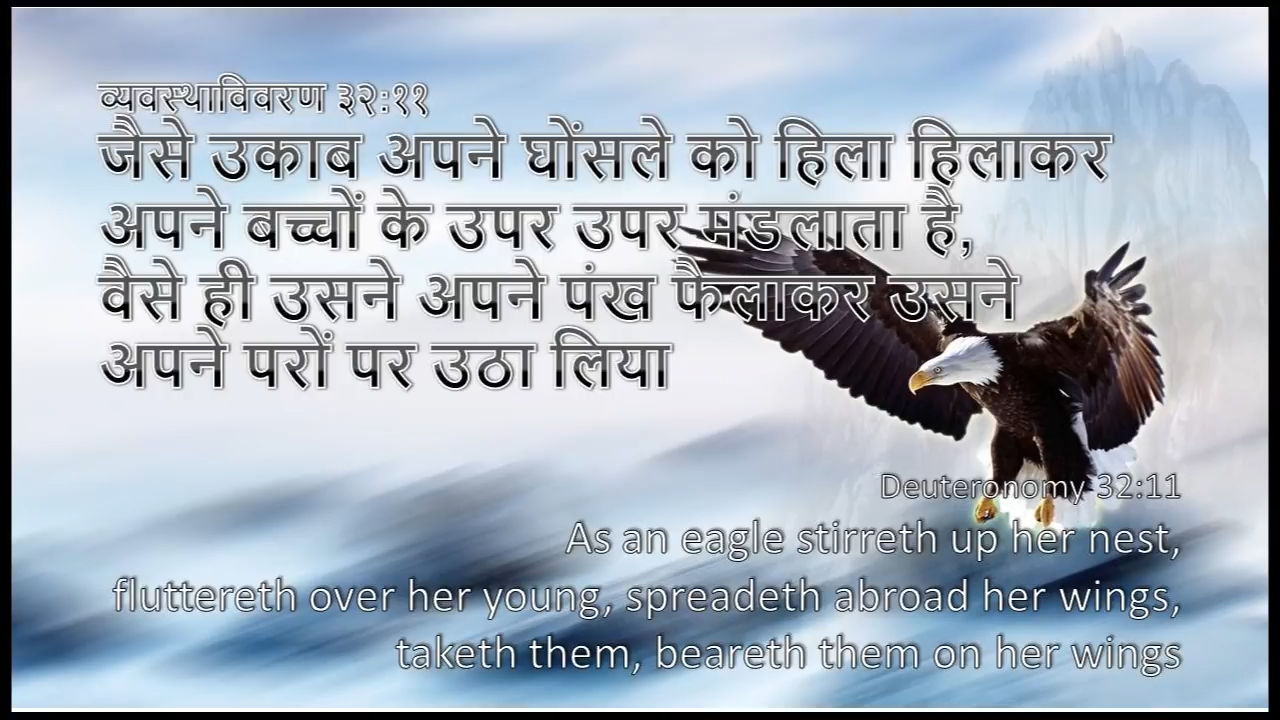 व्यवस्थाविवरण ३२:११
जैसे उकाब अपने घोंसले को हिला हिलाकर
अपने बच्चों के उपर उपर मंडलाता है,
वैसे ही उसने अपने पंख फैलाकर उसने
अपने परों पर उठा लिया
Deuteronomy 32:11
As an eagle stirreth up her nest,
fluttereth over her young, spreadeth abroad her wings,
taketh them, beareth them on her wings